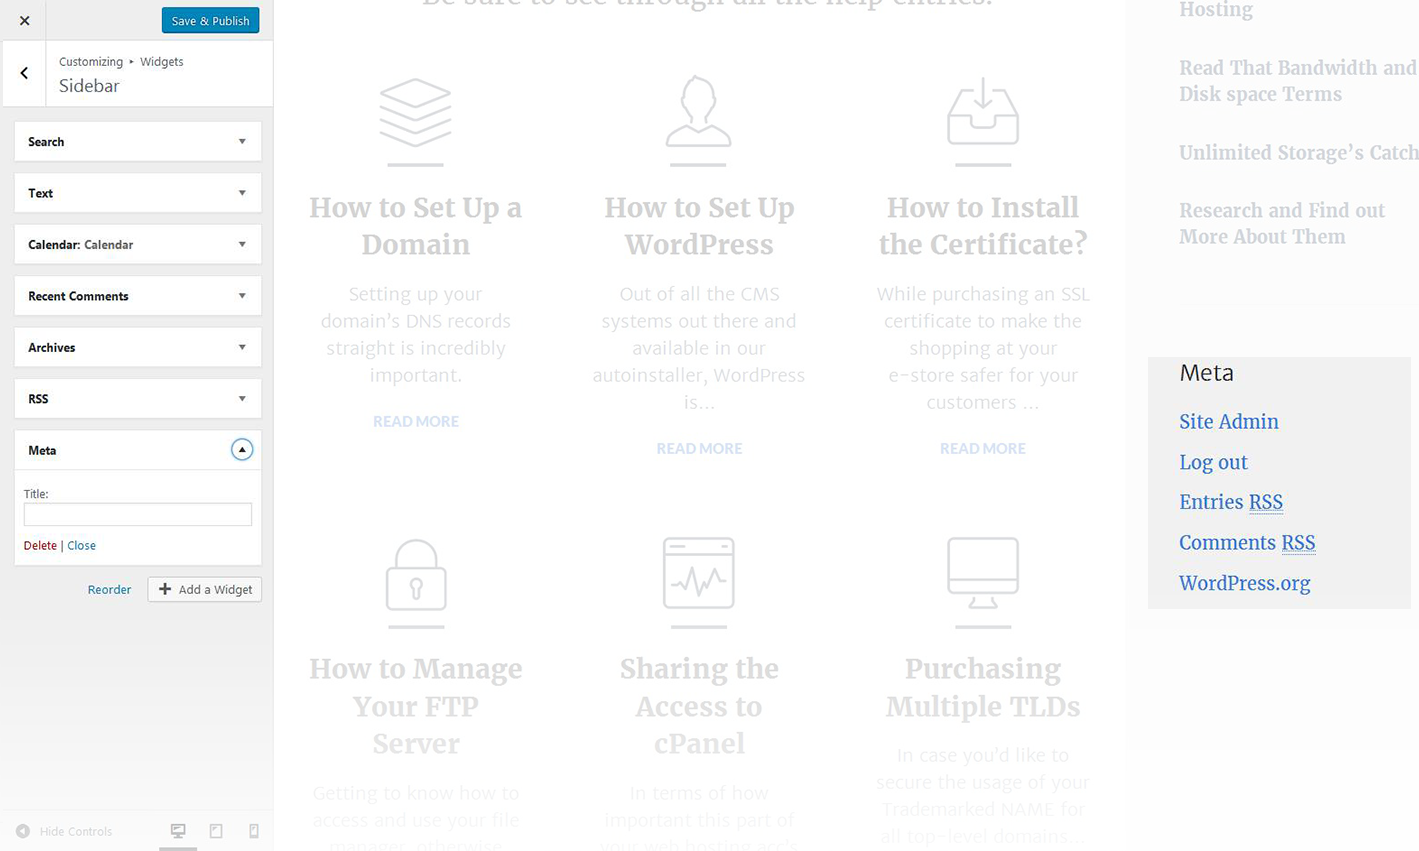 Save & Publish
Customizing ▸ Widgets
Sidebar
Search
Text
Calendar: Calendar
Recent Comments
Archives
RSS
Meta
Title:
Delete | Close
Reorder
Add a Widget
Hide Controls
Be sure to see through all the help entries.
How to Set Up a
Domain
Setting up your
domain’s DNS records
straight is incredibly
important.
READ MORE
How to Set Up
WordPress
Out of all the CMS
systems out there and
available in our
autoinstaller, WordPress
is…
READ MORE
How to Install
the Certificate?
While purchasing an SSL
certificate to make the
shopping at your
e-store safer for your
customers …
READ MORE
How to Manage
Your FTP
Server
Getting to know how to
access and use your file
manager, otherwise
Sharing the
Access to
cPanel
In terms of how
important this part of
your web hosting acc’s
Purchasing
Multiple TLDs
In case you’d like to
secure the usage of your
Trademarked NAME for
all top-level domains…
Hosting
Read That Bandwidth and
Disk space Terms
Unlimited Storage’s Catch
Research and Find out
More About Them
Meta
Site Admin
Log out
Entries RSS
Comments RSS
WordPress.org